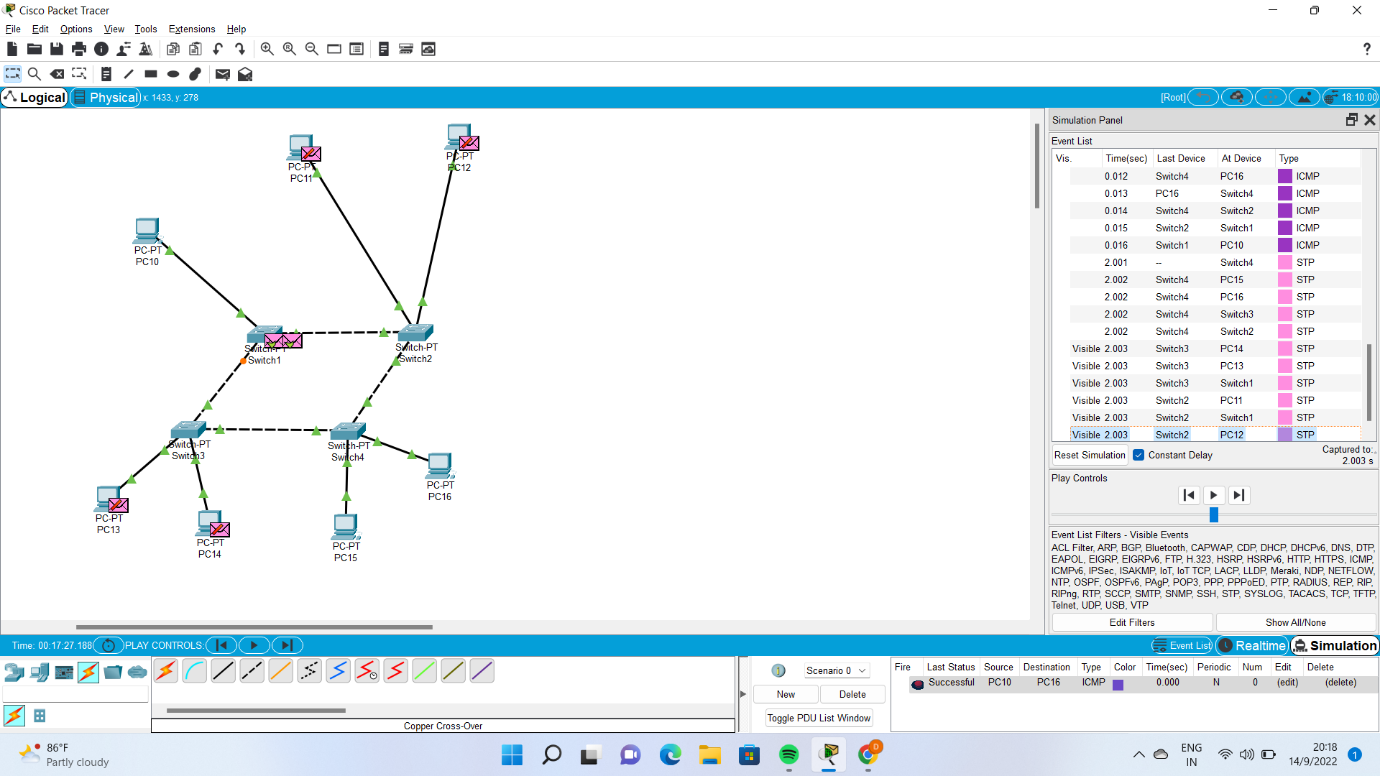 Cisco Packet Tracer
File Edit Options View Tools Extensions Help
Logical Physical x: 1433, y: 278
[Root] 18:10:00
PC-PT
PC11
PC-PT
PC12
PC-PT
PC10
Switch-PT
Switch1
Switch-PT
Switch2
Switch-PT
Switch3
Switch-PT
Switch4
PC-PT
PC16
PC-PT
PC13
PC-PT
PC14
PC-PT
PC15
Simulation Panel
Event List
Vis. Time(sec) Last Device At Device Type
0.012 Switch4 PC16 ICMP
0.013 PC16 Switch4 ICMP
0.014 Switch4 Switch2 ICMP
0.015 Switch2 Switch1 ICMP
0.016 Switch1 PC10 ICMP
2.001 -- Switch4 STP
2.002 Switch4 PC15 STP
2.002 Switch4 PC16 STP
2.002 Switch4 Switch3 STP
2.002 Switch4 Switch2 STP
Visible 2.003 Switch3 PC14 STP
Visible 2.003 Switch3 PC13 STP
Visible 2.003 Switch3 Switch1 STP
Visible 2.003 Switch2 PC11 STP
Visible 2.003 Switch2 Switch1 STP
Visible 2.003 Switch2 PC12 STP
Reset Simulation Constant Delay Captured to:
2.003 s
Play Controls
Event List Filters - Visible Events
ACL Filter, ARP, BGP, Bluetooth, CAPWAP, CDP, DHCP, DHCPv6, DNS, DTP,
EAPOL, EIGRP, EIGRPv6, FTP, H.323, HSRP, HSRPv6, HTTP, HTTPS, ICMP,
ICMPv6, IPSec, ISAKMP, IoT, IoT TCP, LACP, LLDP, Meraki, NDP, NETFLOW,
NTP, OSPF, OSPFv6, PAgP, POP3, PPP, PPPoED, PTP, RADIUS, REP, RIP,
RIPng, RTP, SCCP, SMTP, SNMP, SSH, STP, SYSLOG, TACACS, TCP, TFTP,
Telnet, UDP, USB, VTP
Edit Filters Show All/None
Time: 00:17:27.188 PLAY CONTROLS: Event List Realtime Simulation
Scenario 0
New Delete
Toggle PDU List Window
Fire Last Status Source Destination Type Color Time(sec) Periodic Num Edit Delete
Successful PC10 PC16 ICMP 0.000 N 0 (edit) (delete)
Copper Cross-Over
86°F
Partly cloudy
0
ENG
IN
20:18
14/9/2022
1